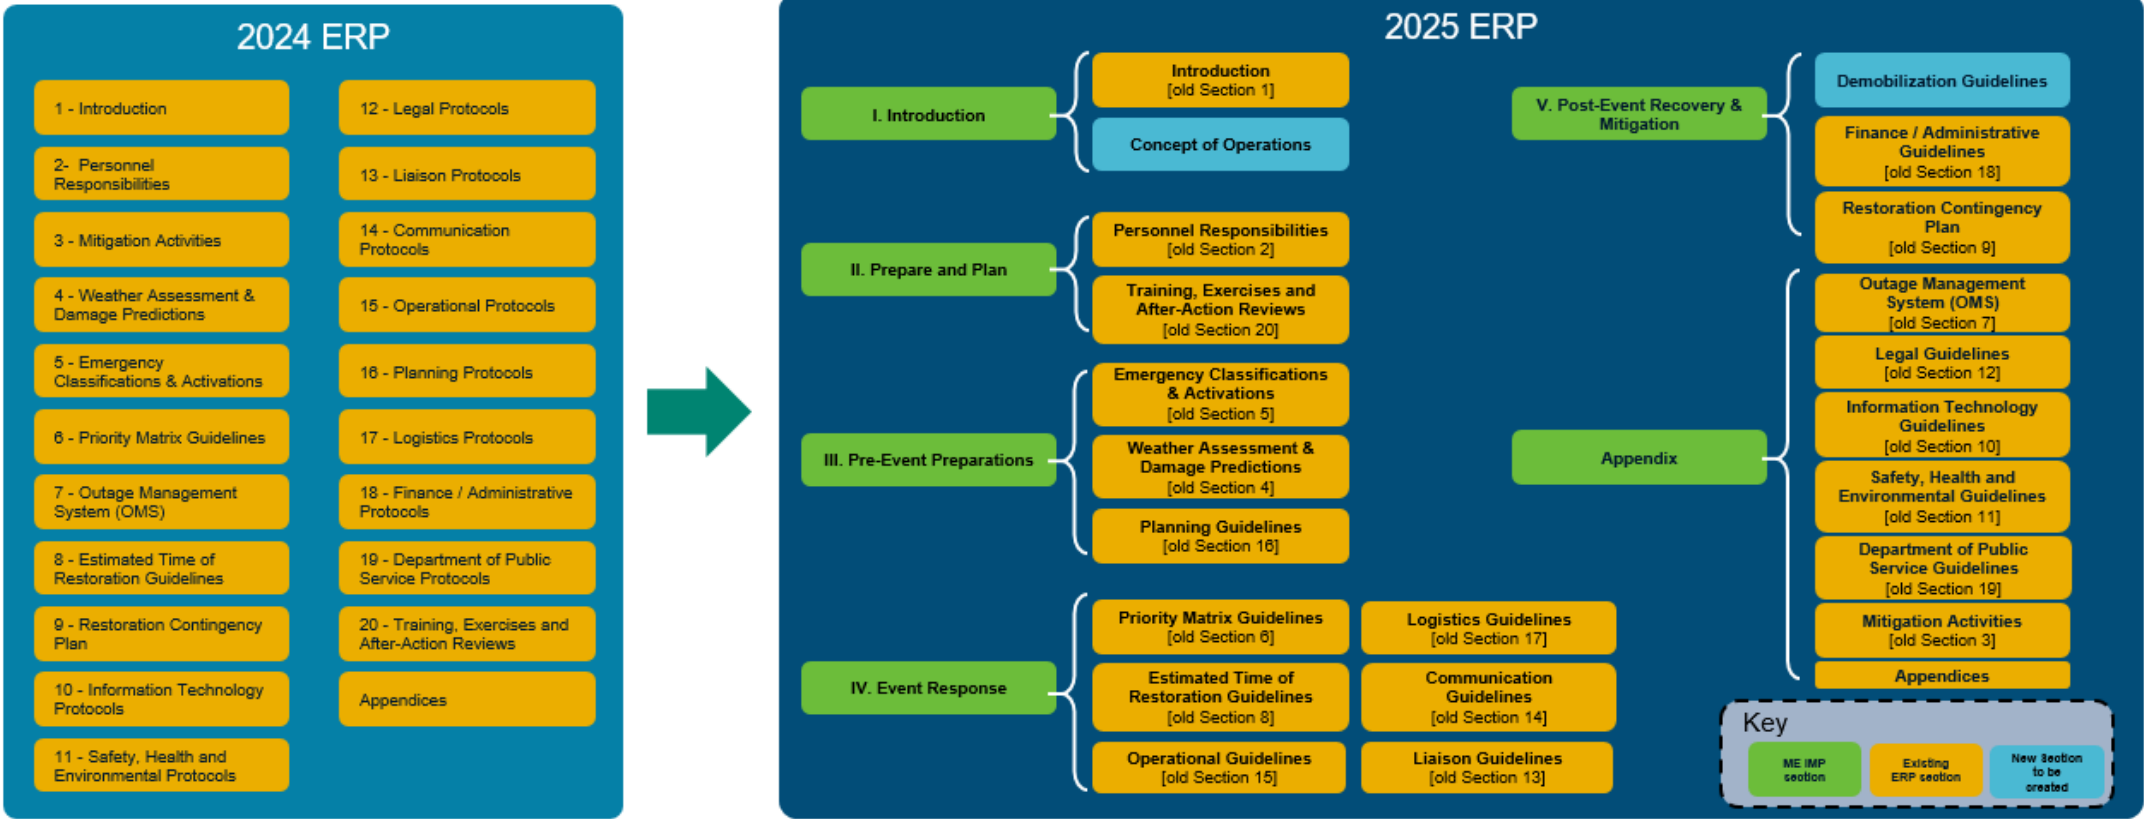 2024 ERP
1 - Introduction
2-  Personnel
Responsibilities
3 - Mitigation Activities
4 - Weather Assessment &
Damage Predictions
5 - Emergency
Classifications & Activations
6 - Priority Matrix Guidelines
7 - Outage Management
System (OMS)
8 - Estimated Time of
Restoration Guidelines
9 - Restoration Contingency
Plan
10 - Information Technology
Protocols
11 - Safety, Health and
Environmental Protocols
12 - Legal Protocols
13 - Liaison Protocols
14 - Communication
Protocols
15 - Operational Protocols
16 - Planning Protocols
17 - Logistics Protocols
18 - Finance / Administrative
Protocols
19 - Department of Public
Service Protocols
20 - Training, Exercises and
After-Action Reviews
Appendices
2025 ERP
I. Introduction
Introduction
[old Section 1]
Concept of Operations
II. Prepare and Plan
Personnel Responsibilities
[old Section 2]
Training, Exercises and
After-Action Reviews
[old Section 20]
III. Pre-Event Preparations
Emergency Classifications
& Activations
[old Section 5]
Weather Assessment &
Damage Predictions
[old Section 4]
Planning Guidelines
[old Section 16]
IV. Event Response
Priority Matrix Guidelines
[old Section 6]
Estimated Time of
Restoration Guidelines
[old Section 8]
Operational Guidelines
[old Section 15]
Logistics Guidelines
[old Section 17]
Communication
Guidelines
[old Section 14]
Liaison Guidelines
[old Section 13]
V. Post-Event Recovery &
Mitigation
Demobilization Guidelines
Finance / Administrative
Guidelines
[old Section 18]
Restoration Contingency
Plan
[old Section 9]
Appendix
Outage Management
System (OMS)
[old Section 7]
Legal Guidelines
[old Section 12]
Information Technology
Guidelines
[old Section 10]
Safety, Health and
Environmental Guidelines
[old Section 11]
Department of Public
Service Guidelines
[old Section 19]
Mitigation Activities
[old Section 3]
Appendices
Key
ME IMP
section
Existing
ERP section
New Section
to be
created